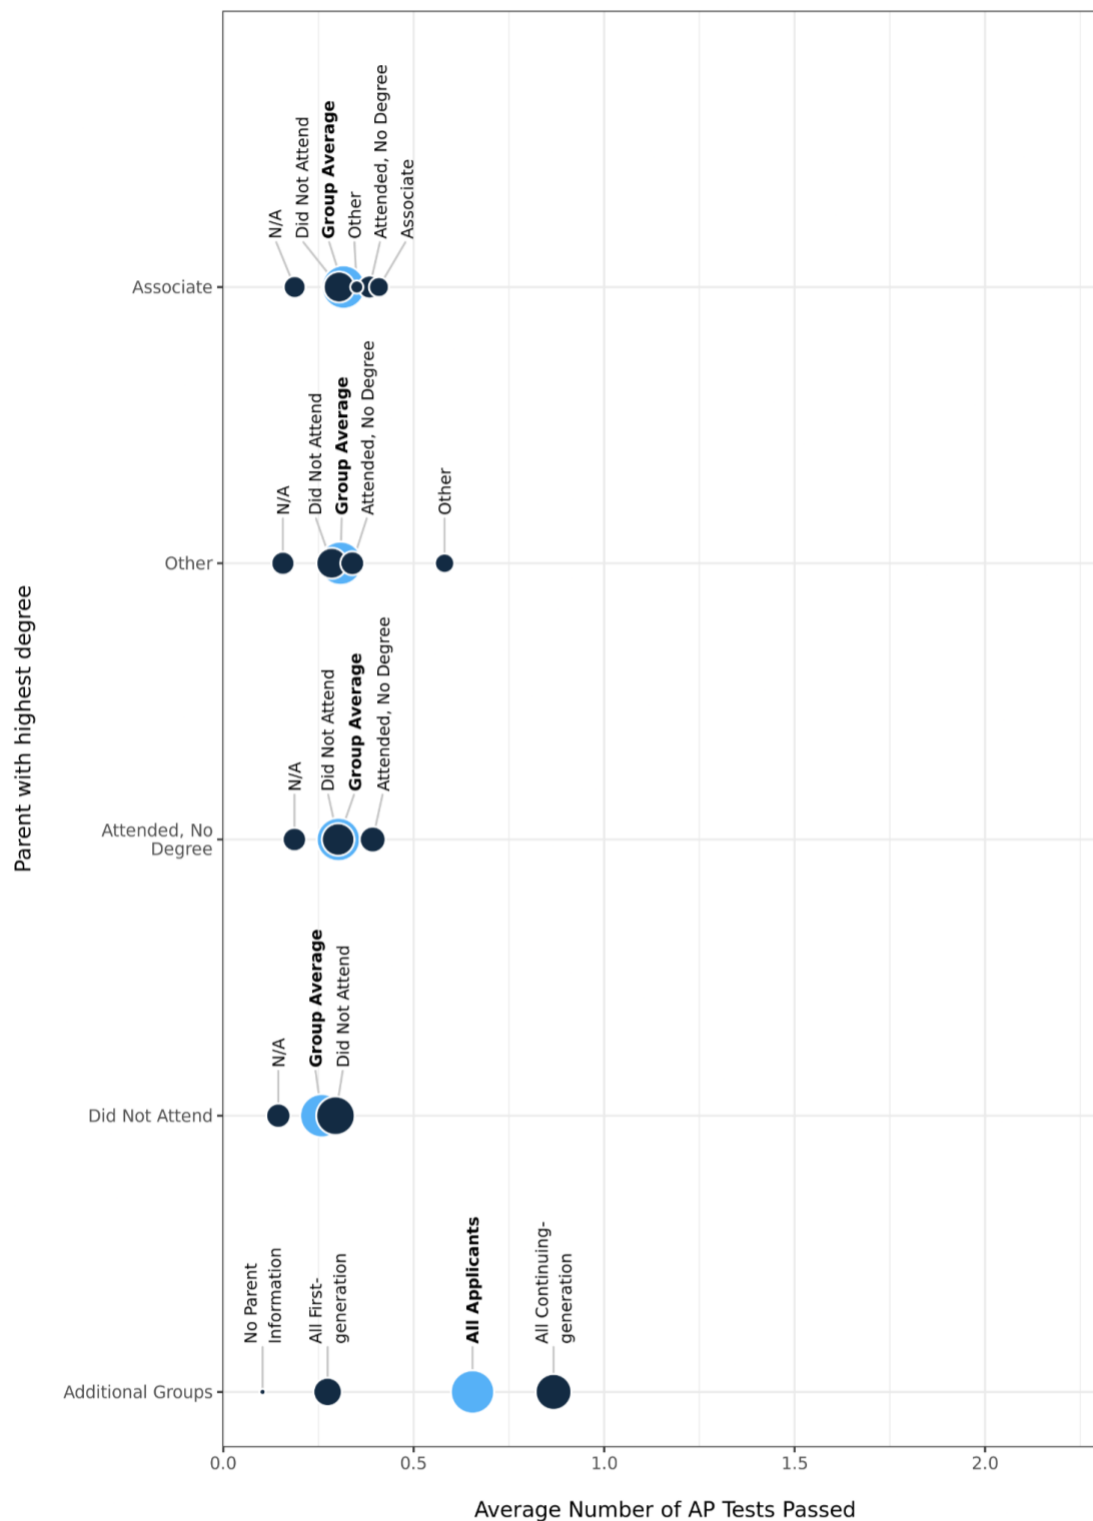 N/A
Did Not Attend
Group Average
Other
Attended, No Degree
Associate
Associate
N/A
Did Not Attend
Group Average
Attended, No Degree
Other
Other
N/A
Did Not Attend
Group Average
Attended, No Degree
Attended, No
Degree
N/A
Group Average
Did Not Attend
Did Not Attend
No Parent
Information
All First-
generation
All Applicants
All Continuing-
generation
Additional Groups
0.0
0.5
1.0
1.5
2.0
Average Number of AP Tests Passed
Parent with highest degree